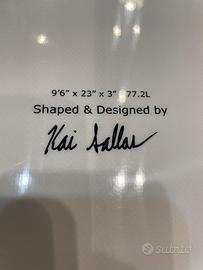 9'6" x 23" x 3" 77.2L
Shaped & Designed by
Kai Sallas
subito